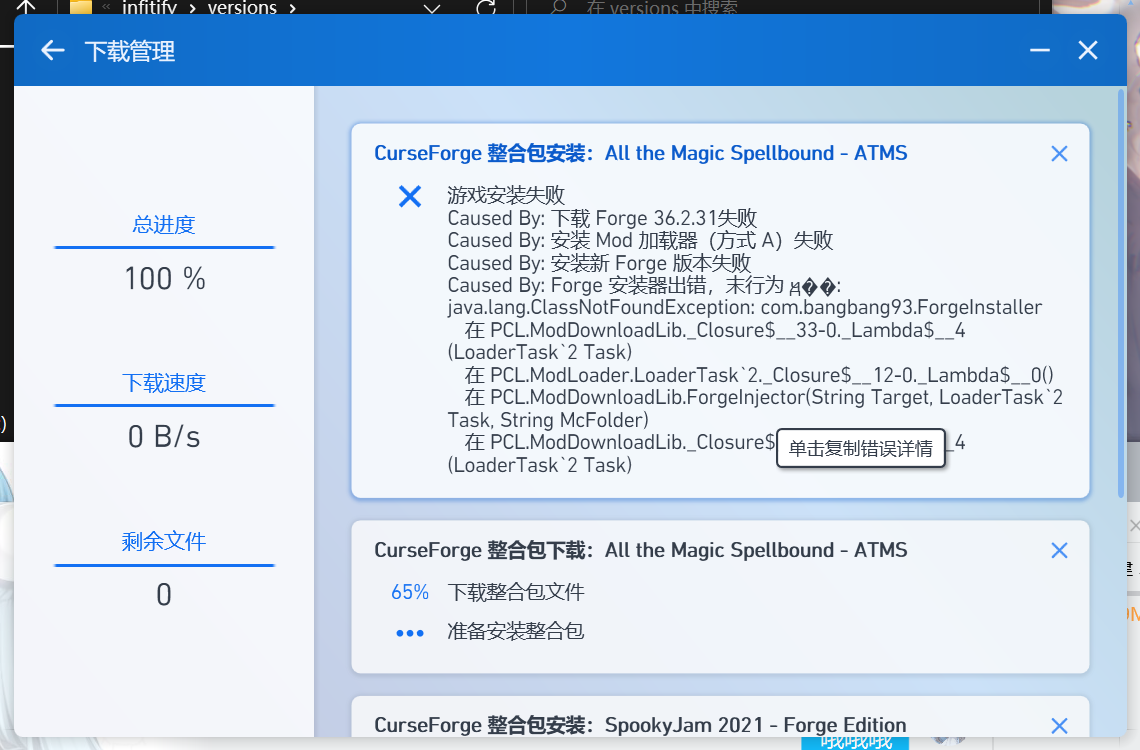 « infitify › versions ›
在 versions 中搜索
下载管理
总进度
100 %
下载速度
0 B/s
剩余文件
0
CurseForge 整合包安装：All the Magic Spellbound - ATMS
游戏安装失败
Caused By: 下载 Forge 36.2.31失败
Caused By: 安装 Mod 加载器（方式 A）失败
Caused By: 安装新 Forge 版本失败
Caused By: Forge 安装器出错，末行为 ��:
java.lang.ClassNotFoundException: com.bangbang93.ForgeInstaller
在 PCL.ModDownloadLib._Closure$__33-0._Lambda$__4
(LoaderTask`2 Task)
在 PCL.ModLoader.LoaderTask`2._Closure$__12-0._Lambda$__0()
在 PCL.ModDownloadLib.ForgeInjector(String Target, LoaderTask`2
Task, String McFolder)
在 PCL.ModDownloadLib._Closure$ _4
(LoaderTask`2 Task)
单击复制错误详情
CurseForge 整合包下载：All the Magic Spellbound - ATMS
65% 下载整合包文件
••• 准备安装整合包
CurseForge 整合包安装：SpookyJam 2021 - Forge Edition
哦哦哦